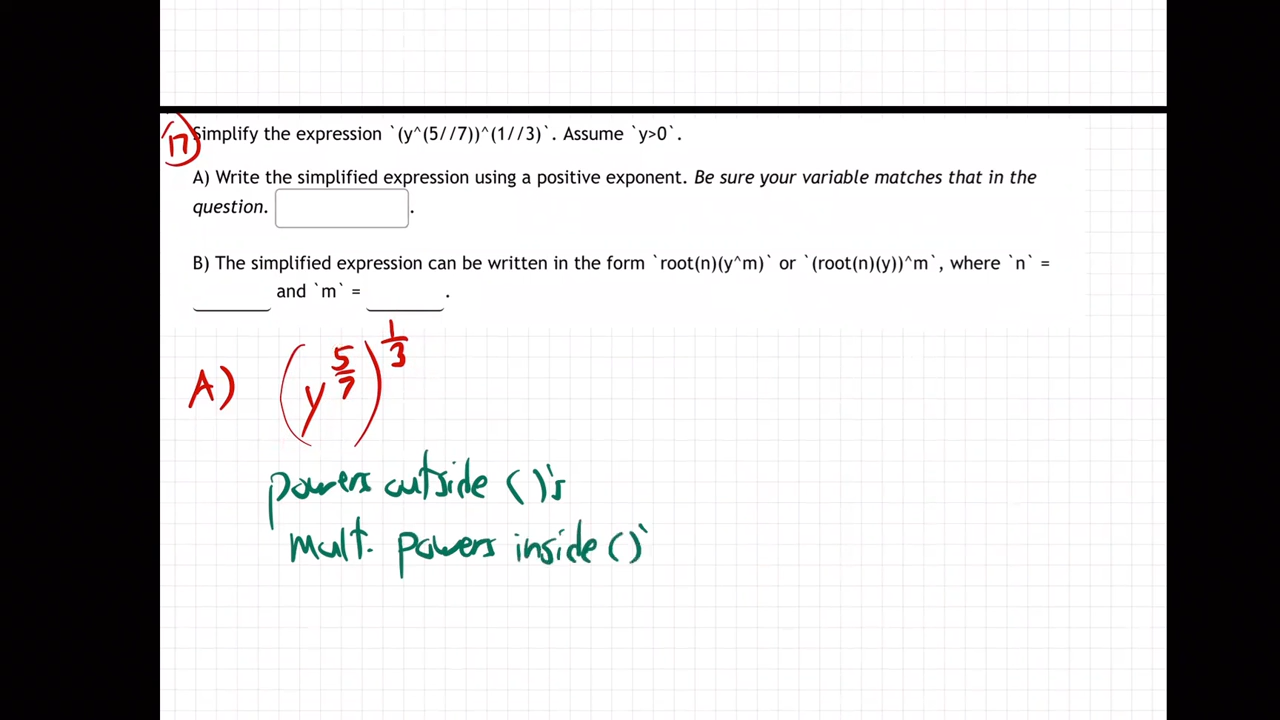 17 Simplify the expression `(y^(5//7))^(1//3)`. Assume `y>0`.
A) Write the simplified expression using a positive exponent. Be sure your variable matches that in the
question. .
B) The simplified expression can be written in the form `root(n)(y^m)` or `(root(n)(y))^m`, where `n` =
and `m` = .
A) (y^(5/7))^(1/3)
powers outside ( )'s
mult. powers inside ( )'